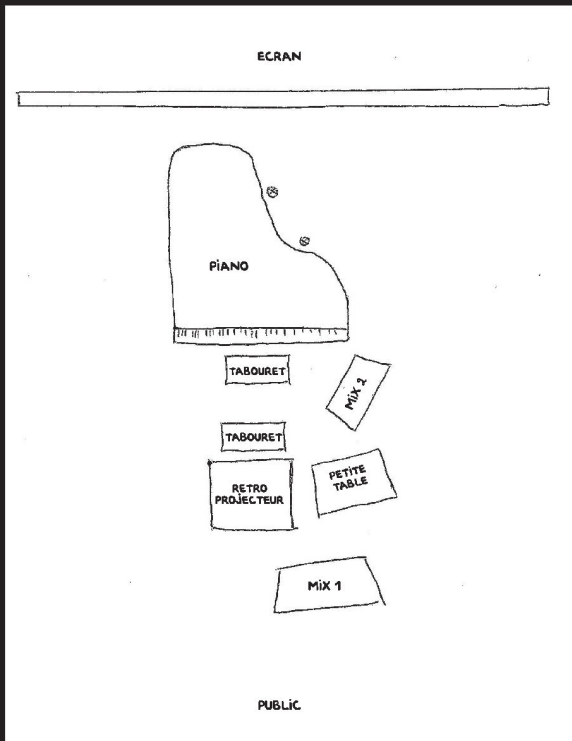 ECRAN
PiANO
TABOURET
MiX 2
TABOURET
RETRO
PROJECTEUR
PETiTE
TABLE
MiX 1
PUBLiC